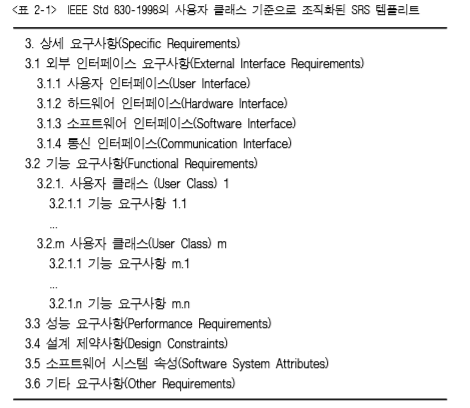 <표 2-1> IEEE Std 830-1998의 사용자 클래스 기준으로 조직화된 SRS 템플리트
3. 상세 요구사항(Specific Requirements)
3.1 외부 인터페이스 요구사항(External Interface Requirements)
3.1.1 사용자 인터페이스(User Interface)
3.1.2 하드웨어 인터페이스(Hardware Interface)
3.1.3 소프트웨어 인터페이스(Software Interface)
3.1.4 통신 인터페이스(Communication Interface)
3.2 기능 요구사항(Functional Requirements)
3.2.1. 사용자 클래스 (User Class) 1
3.2.1.1 기능 요구사항 1.1
...
3.2.m 사용자 클래스(User Class) m
3.2.1.1 기능 요구사항 m.1
...
3.2.1.n 기능 요구사항 m.n
3.3 성능 요구사항(Performance Requirements)
3.4 설계 제약사항(Design Constraints)
3.5 소프트웨어 시스템 속성(Software System Attributes)
3.6 기타 요구사항(Other Requirements)